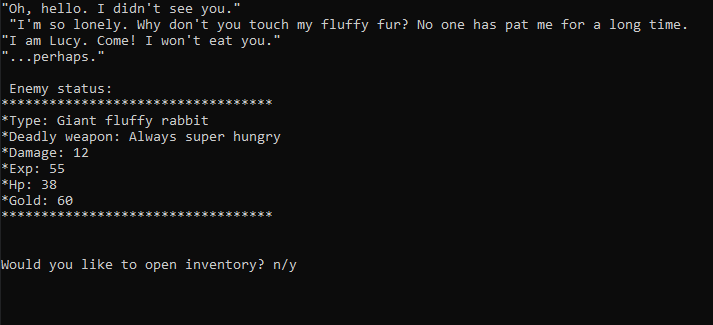 "Oh, hello. I didn't see you."
"I'm so lonely. Why don't you touch my fluffy fur? No one has pat me for a long time.
"I am Lucy. Come! I won't eat you."
"...perhaps."
Enemy status:
**********************************
*Type: Giant fluffy rabbit
*Deadly weapon: Always super hungry
*Damage: 12
*Exp: 55
*Hp: 38
*Gold: 60
**********************************
Would you like to open inventory? n/y